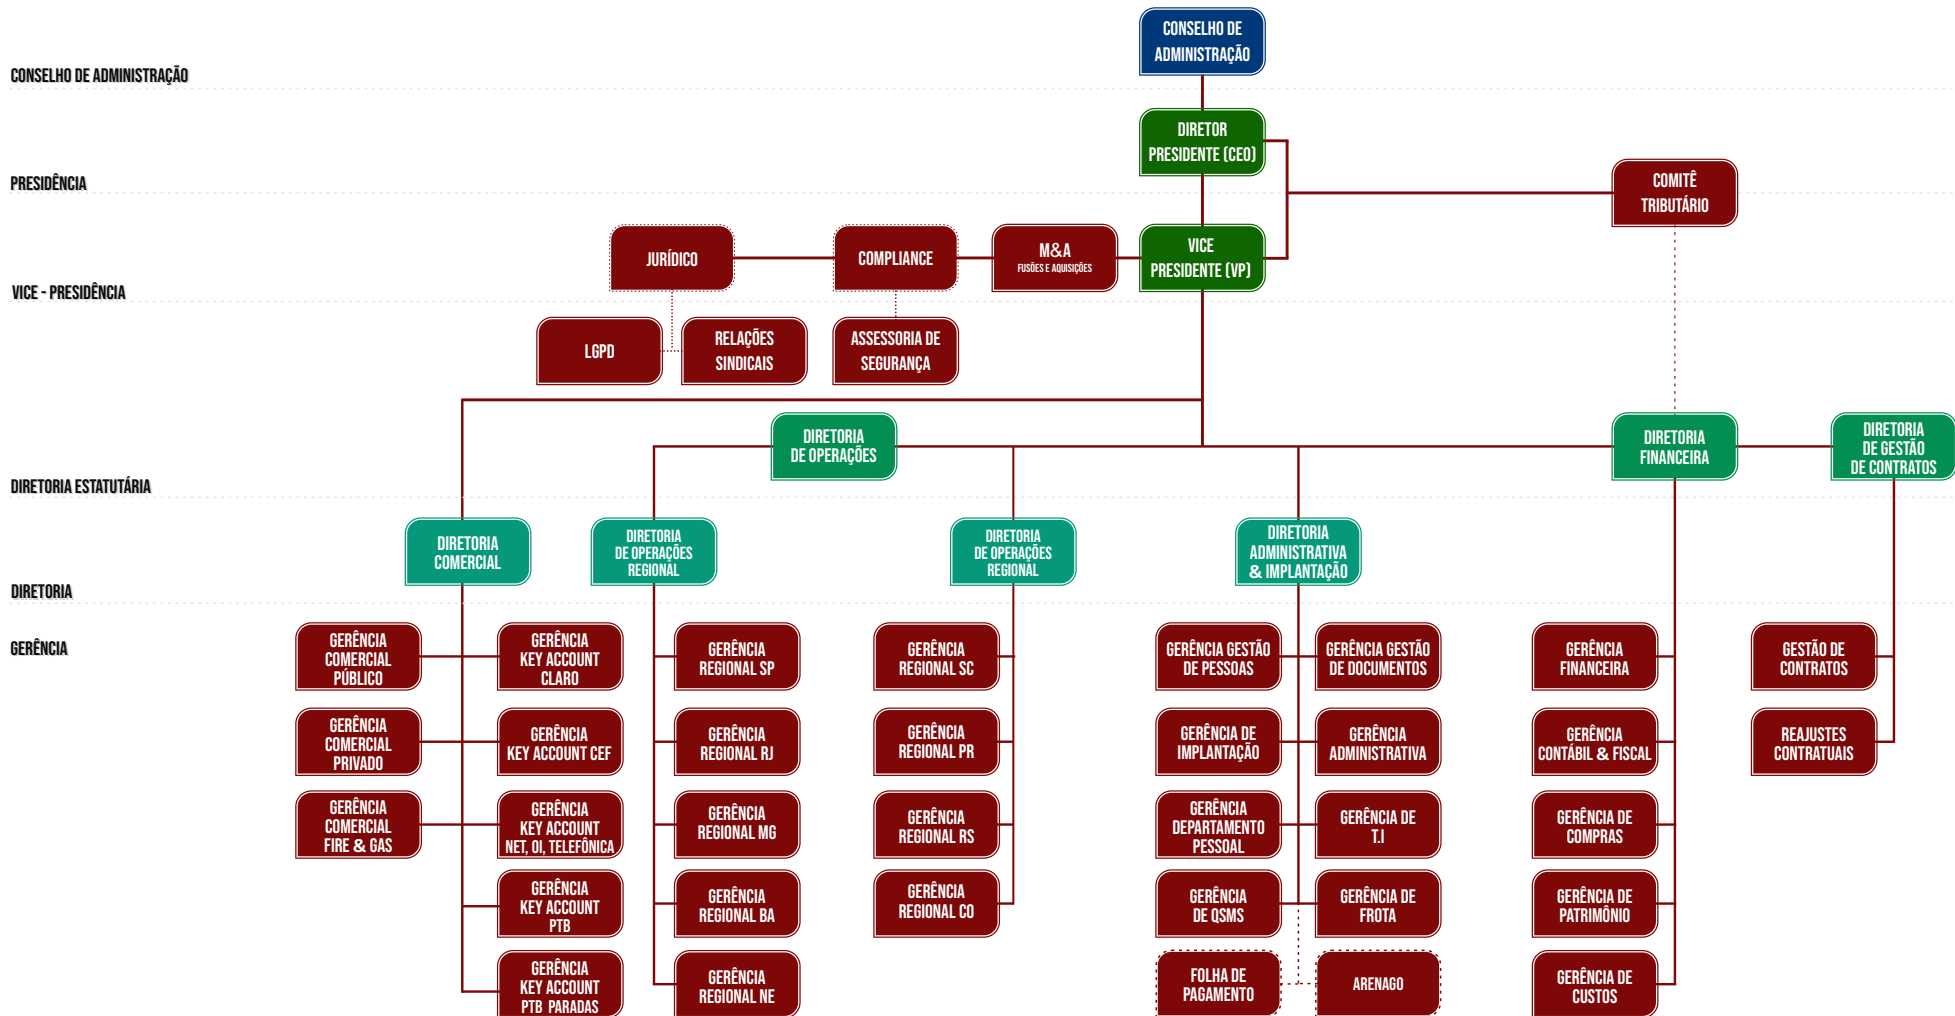 CONSELHO DE
ADMINISTRAÇÃO
CONSELHO DE ADMINISTRAÇÃO
DIRETOR
PRESIDENTE (CEO)
PRESIDÊNCIA
COMITÊ
TRIBUTÁRIO
JURÍDICO
COMPLIANCE
M&A
FUSÕES E AQUISIÇÕES
VICE
PRESIDENTE (VP)
VICE - PRESIDÊNCIA
LGPD
RELAÇÕES
SINDICAIS
ASSESSORIA DE
SEGURANÇA
DIRETORIA
DE OPERAÇÕES
DIRETORIA
FINANCEIRA
DIRETORIA
DE GESTÃO
DE CONTRATOS
DIRETORIA ESTATUTÁRIA
DIRETORIA
COMERCIAL
DIRETORIA
DE OPERAÇÕES
REGIONAL
DIRETORIA
DE OPERAÇÕES
REGIONAL
DIRETORIA
ADMINISTRATIVA
& IMPLANTAÇÃO
DIRETORIA
GERÊNCIA
GERÊNCIA
COMERCIAL
PÚBLICO
GERÊNCIA
KEY ACCOUNT
CLARO
GERÊNCIA
REGIONAL SP
GERÊNCIA
REGIONAL SC
GERÊNCIA GESTÃO
DE PESSOAS
GERÊNCIA GESTÃO
DE DOCUMENTOS
GERÊNCIA
FINANCEIRA
GESTÃO DE
CONTRATOS
GERÊNCIA
COMERCIAL
PRIVADO
GERÊNCIA
KEY ACCOUNT CEF
GERÊNCIA
REGIONAL RJ
GERÊNCIA
REGIONAL PR
GERÊNCIA DE
IMPLANTAÇÃO
GERÊNCIA
ADMINISTRATIVA
GERÊNCIA
CONTÁBIL & FISCAL
REAJUSTES
CONTRATUAIS
GERÊNCIA
COMERCIAL
FIRE & GAS
GERÊNCIA
KEY ACCOUNT
NET, OI, TELEFÔNICA
GERÊNCIA
REGIONAL MG
GERÊNCIA
REGIONAL RS
GERÊNCIA
DEPARTAMENTO
PESSOAL
GERÊNCIA DE
T.I
GERÊNCIA DE
COMPRAS
GERÊNCIA
KEY ACCOUNT
PTB
GERÊNCIA
REGIONAL BA
GERÊNCIA
REGIONAL CO
GERÊNCIA
DE QSMS
GERÊNCIA DE
FROTA
GERÊNCIA DE
PATRIMÔNIO
GERÊNCIA
KEY ACCOUNT
PTB PARADAS
GERÊNCIA
REGIONAL NE
FOLHA DE
PAGAMENTO
ARENAGO
GERÊNCIA DE
CUSTOS